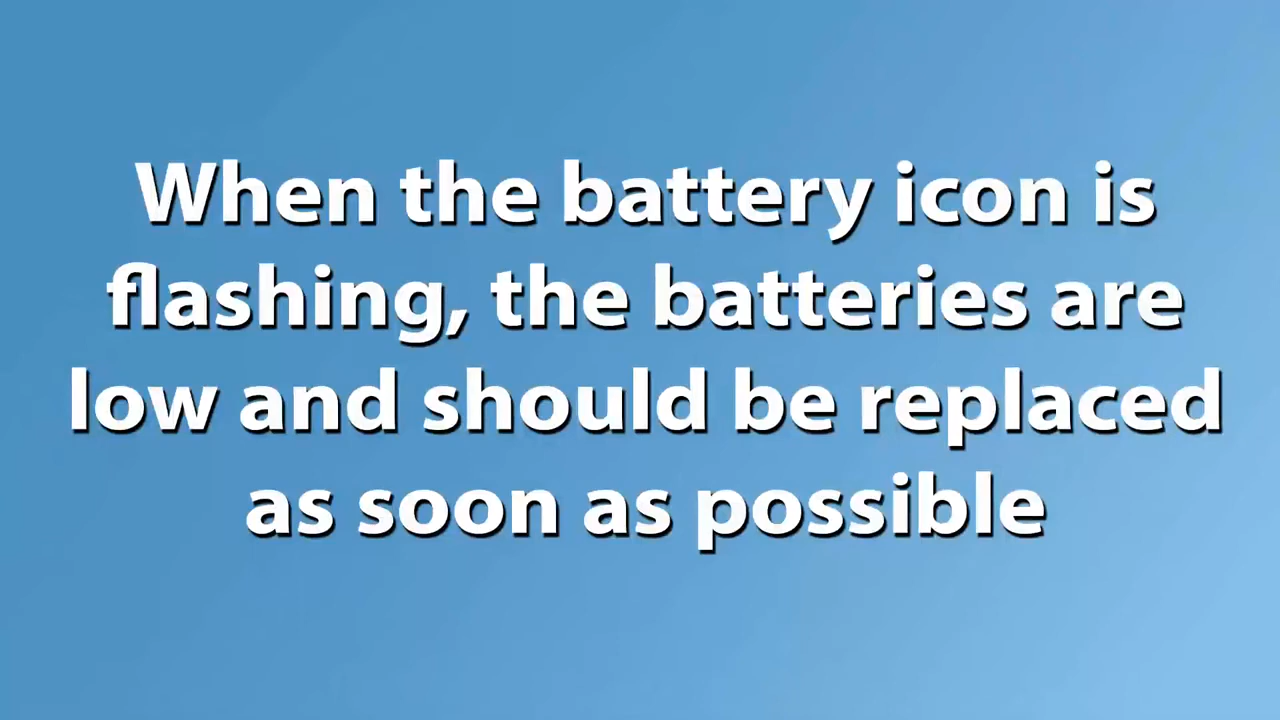 When the battery icon is
flashing, the batteries are
low and should be replaced
as soon as possible